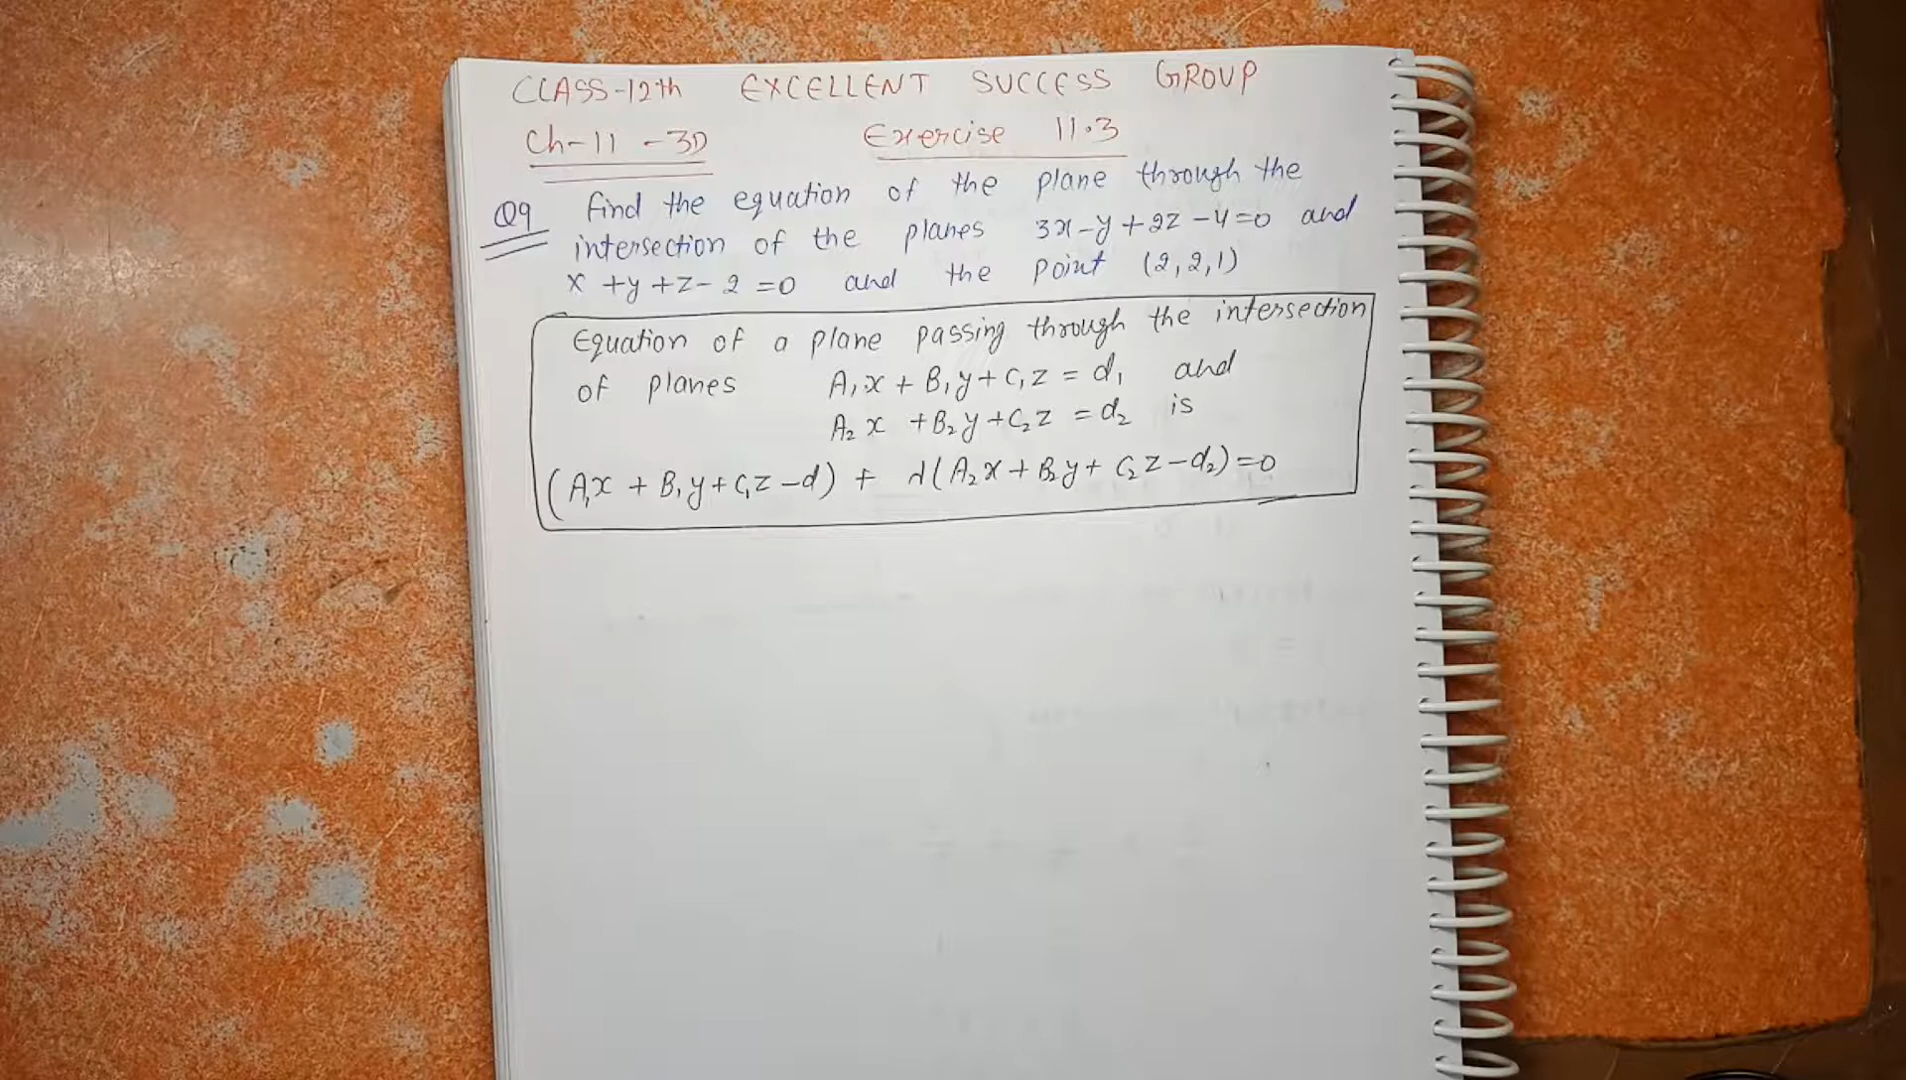 CLASS-12th EXCELLENT SUCCESS GROUP
Ch-11 -3D Exercise 11.3
Q9 find the equation of the plane through the
intersection of the planes 3x-y+2z-4=0 and
x+y+z-2=0 and the point (2,2,1)
Equation of a plane passing through the intersection
of planes A₁x + B₁y + C₁z = d₁ and
A₂x + B₂y + C₂z = d₂ is
(A₁x + B₁y + C₁z - d) + λ(A₂x + B₂y + C₂z - d₂) = 0